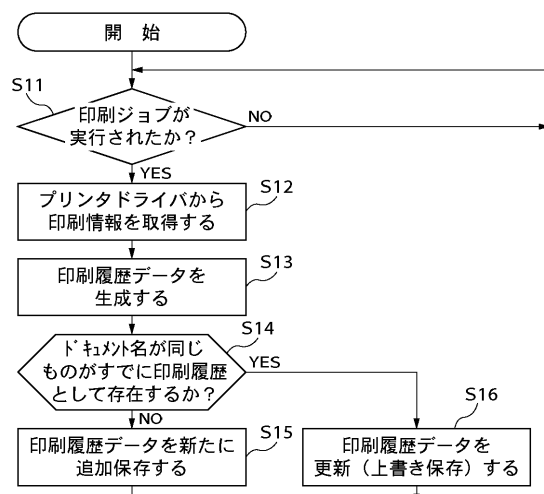 開 始
S11
印刷ジョブが
実行されたか？
NO
YES
S12
プリンタドライバから
印刷情報を取得する
S13
印刷履歴データを
生成する
S14
ﾄﾞｷｭﾒﾝﾄ名が同じ
ものがすでに印刷履歴
として存在するか？
YES
NO
S15
印刷履歴データを新たに
追加保存する
S16
印刷履歴データを
更新（上書き保存）する